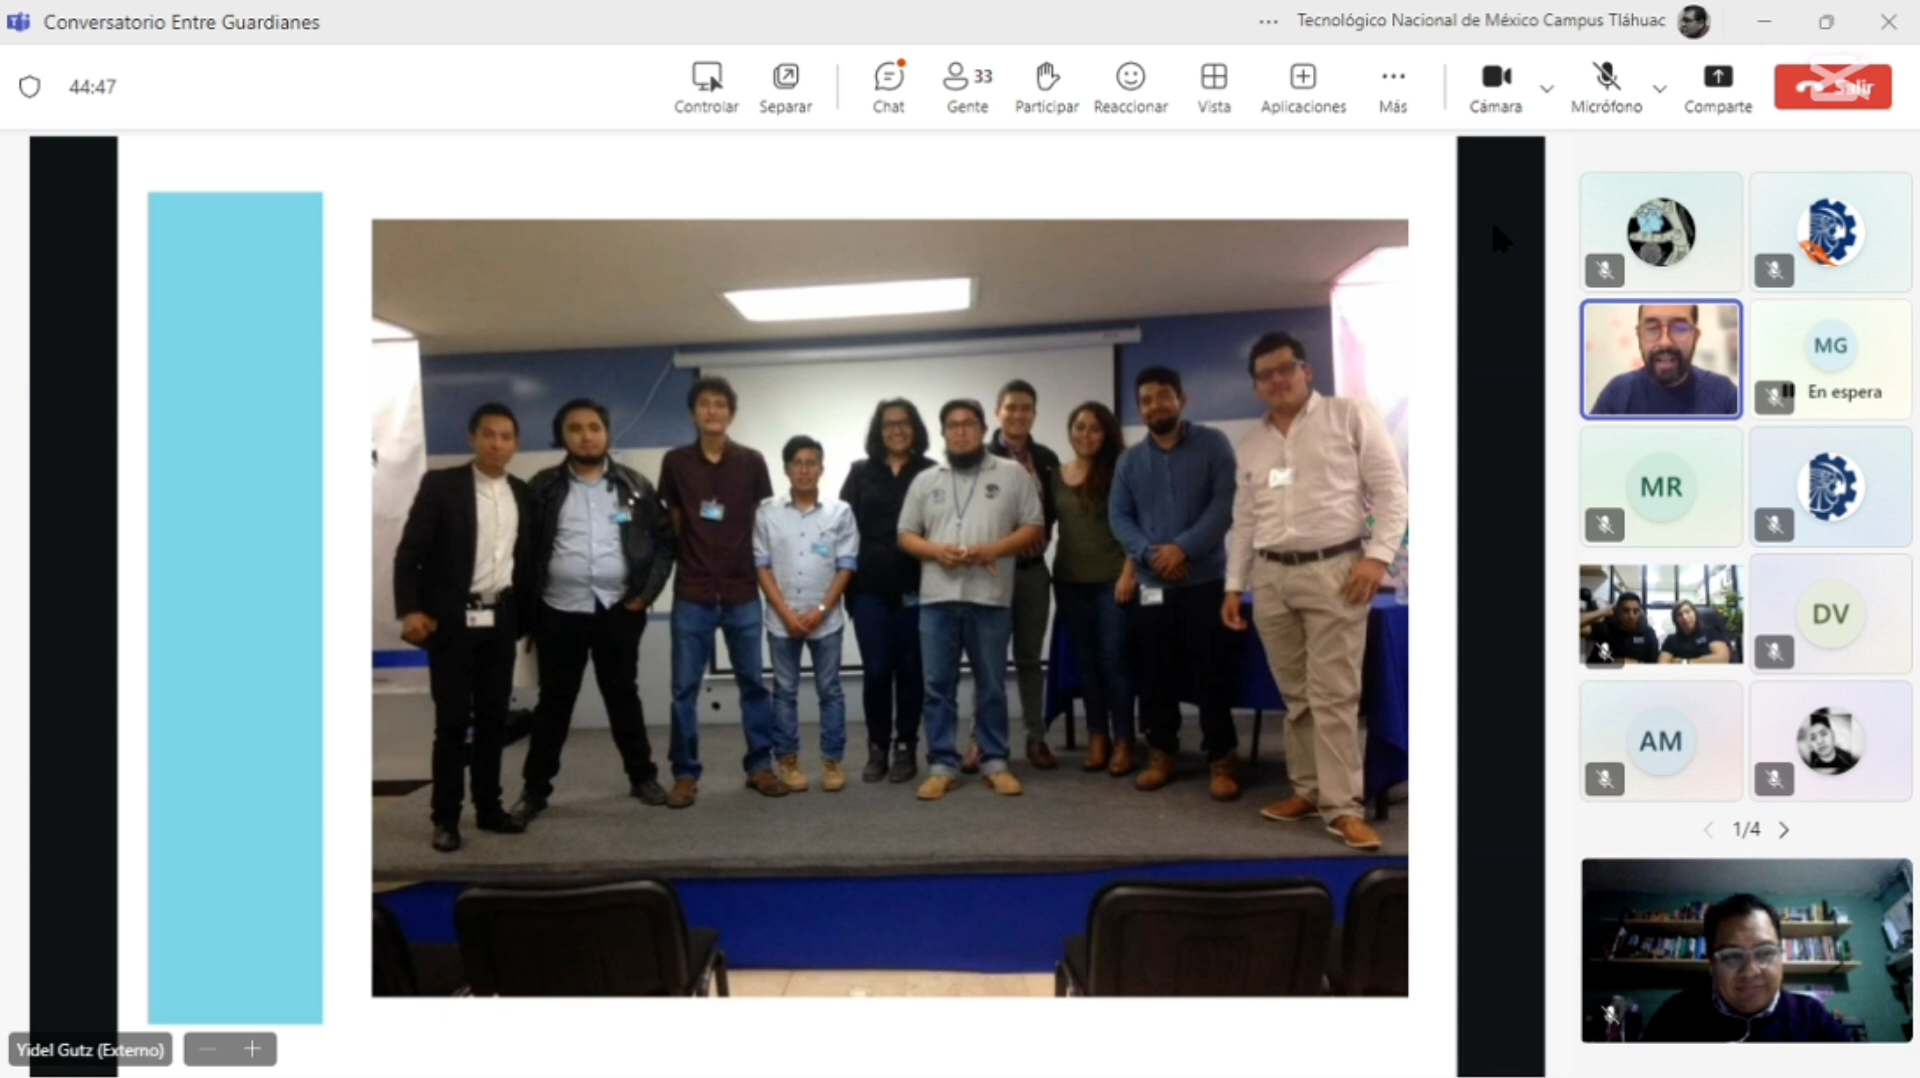 Conversatorio Entre Guardianes
Tecnológico Nacional de México Campus Tláhuac
44:47
Controlar
Separar
Chat
33
Gente
Participar
Reaccionar
Vista
Aplicaciones
Más
Cámara
Micrófono
Comparte
Salir
MG
En espera
MR
DV
AM
1/4
Yidel Gutz (Externo)